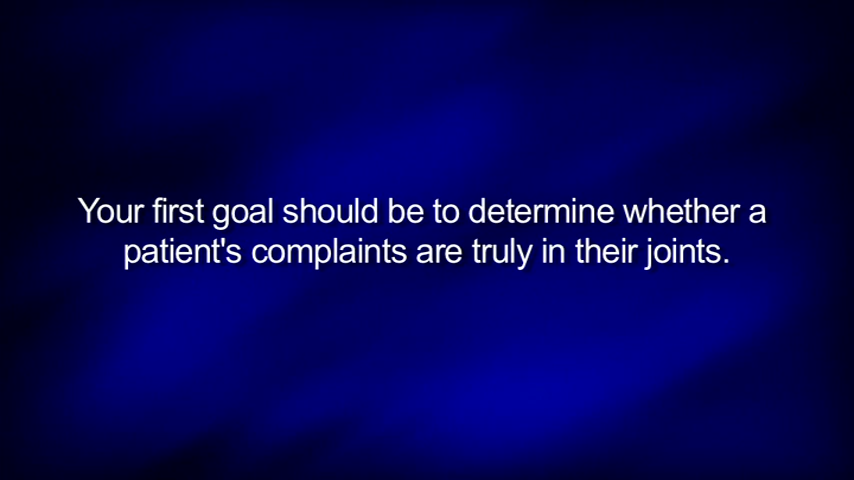 Your first goal should be to determine whether a
patient's complaints are truly in their joints.